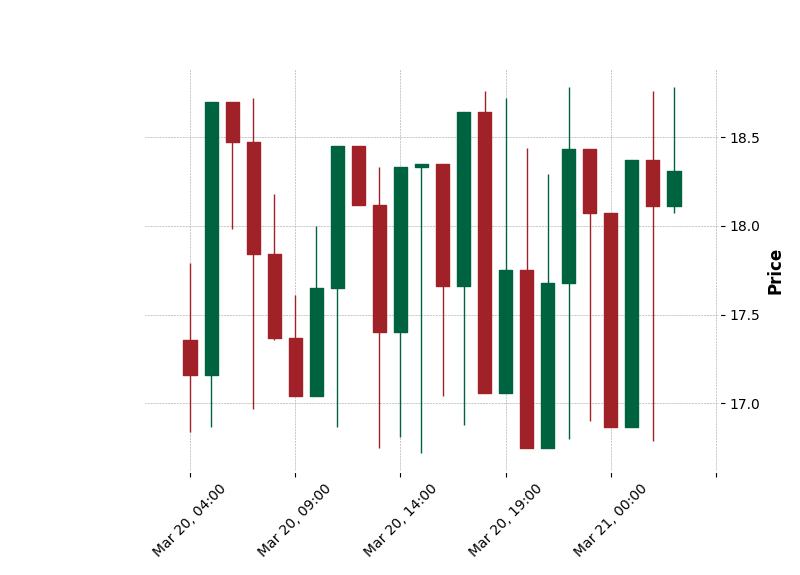 18.5
18.0
17.5
17.0
Price
Mar 20, 04:00
Mar 20, 09:00
Mar 20, 14:00
Mar 20, 19:00
Mar 21, 00:00